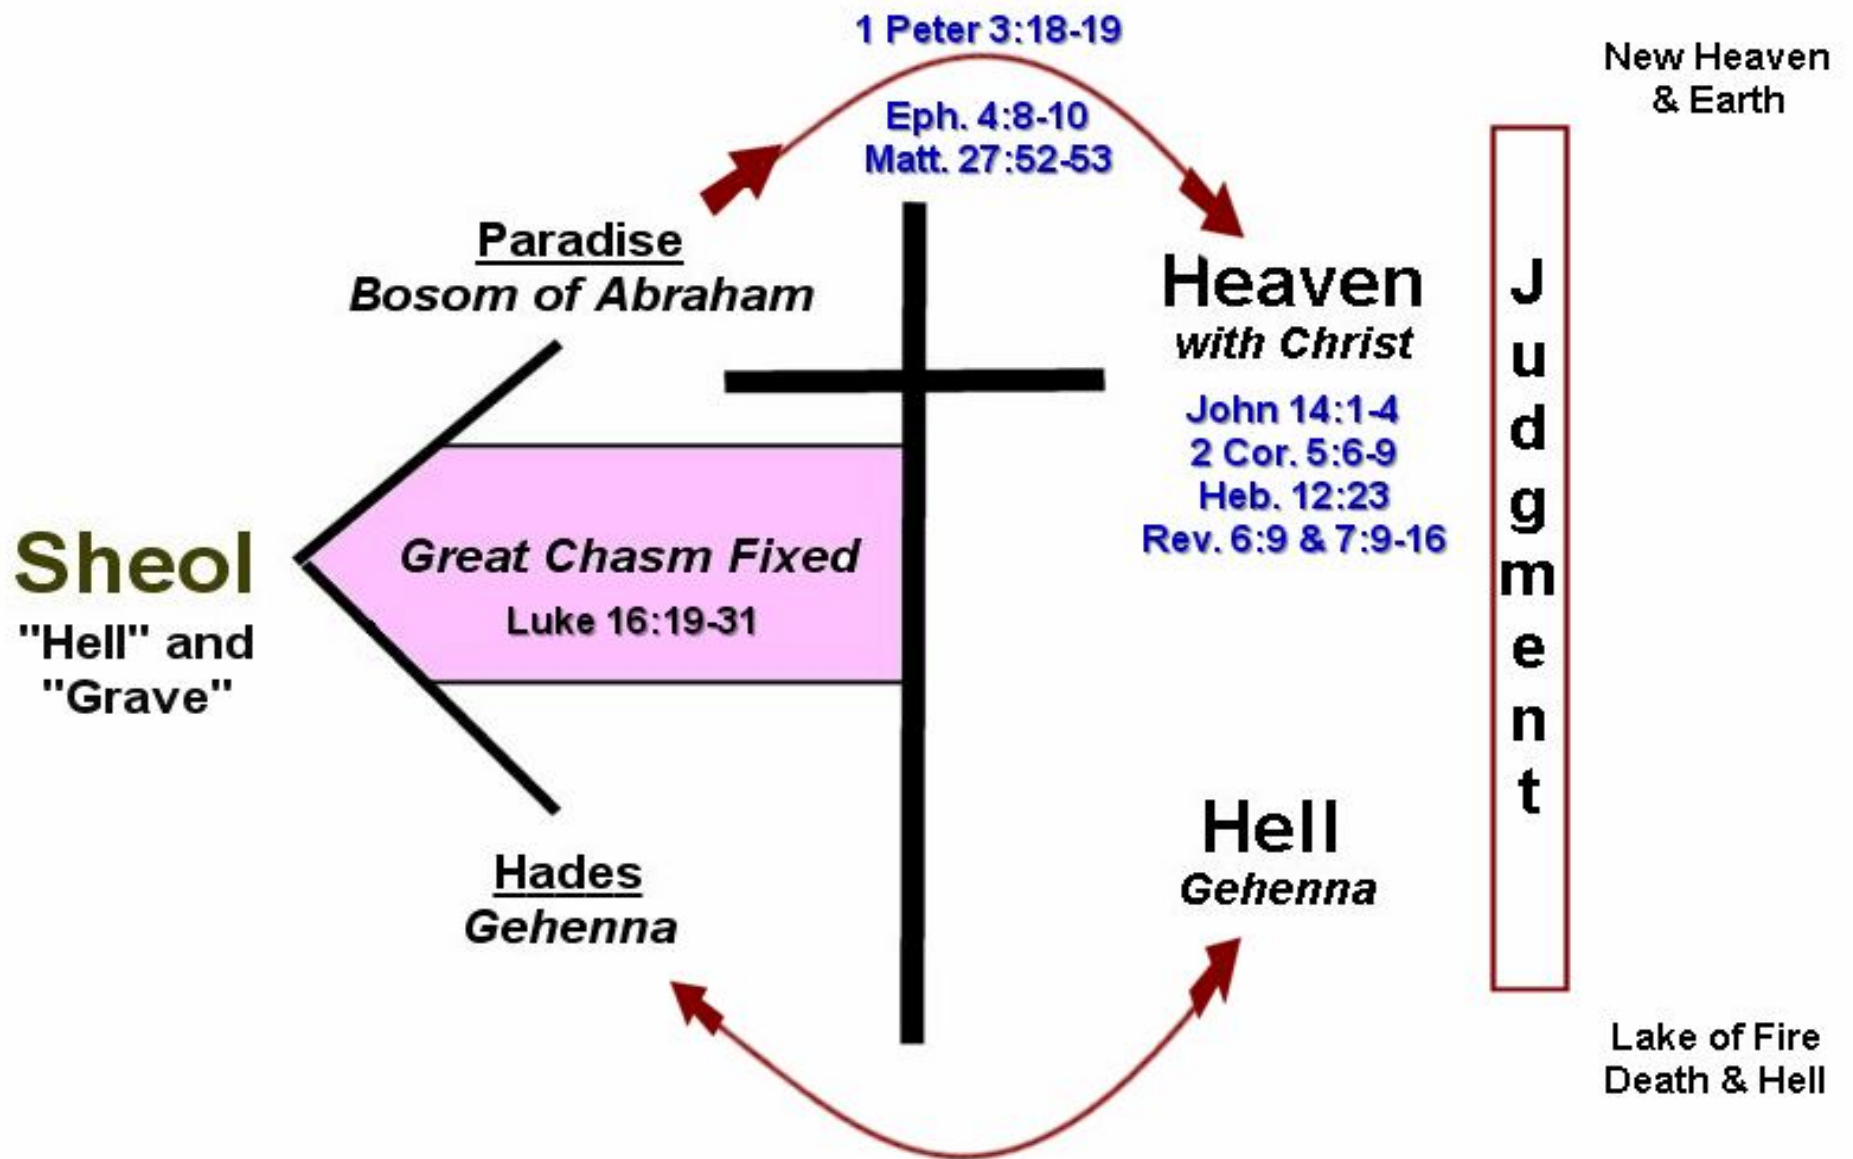 1 Peter 3:18-19
Eph. 4:8-10
Matt. 27:52-53
New Heaven
& Earth
Paradise
Bosom of Abraham
Heaven
with Christ
John 14:1-4
2 Cor. 5:6-9
Heb. 12:23
Rev. 6:9 & 7:9-16
Judgment
Sheol
"Hell" and
"Grave"
Great Chasm Fixed
Luke 16:19-31
Hades
Gehenna
Hell
Gehenna
Lake of Fire
Death & Hell